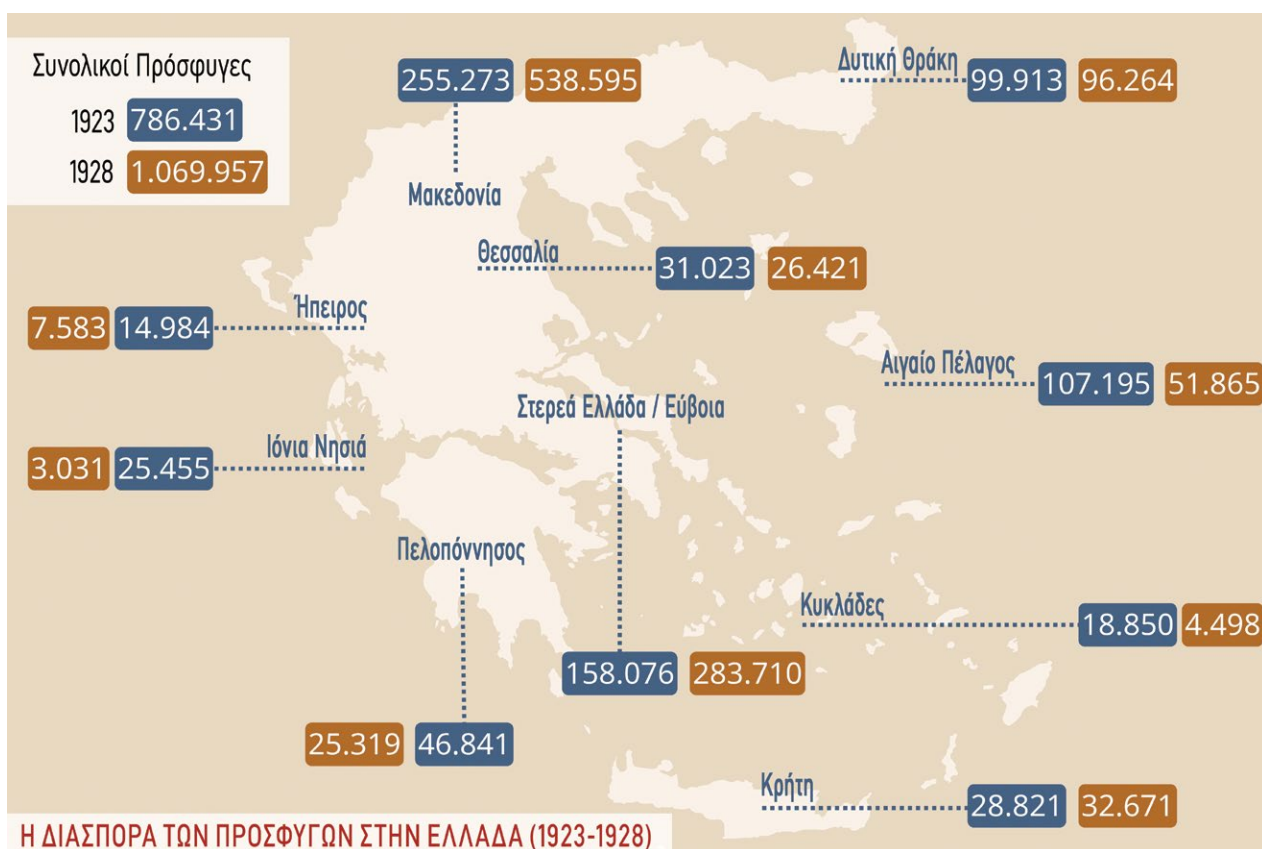 Συνολικοί Πρόσφυγες
1923 786.431
1928 1.069.957
255.273 538.595
Μακεδονία
Δυτική Θράκη 99.913 96.264
Θεσσαλία 31.023 26.421
7.583 14.984 Ήπειρος
Αιγαίο Πέλαγος 107.195 51.865
Στερεά Ελλάδα / Εύβοια
158.076 283.710
3.031 25.455 Ιόνια Νησιά
Πελοπόννησος
25.319 46.841
Κυκλάδες 18.850 4.498
Κρήτη 28.821 32.671
Η ΔΙΑΣΠΟΡΑ ΤΩΝ ΠΡΟΣΦΥΓΩΝ ΣΤΗΝ ΕΛΛΑΔΑ (1923-1928)